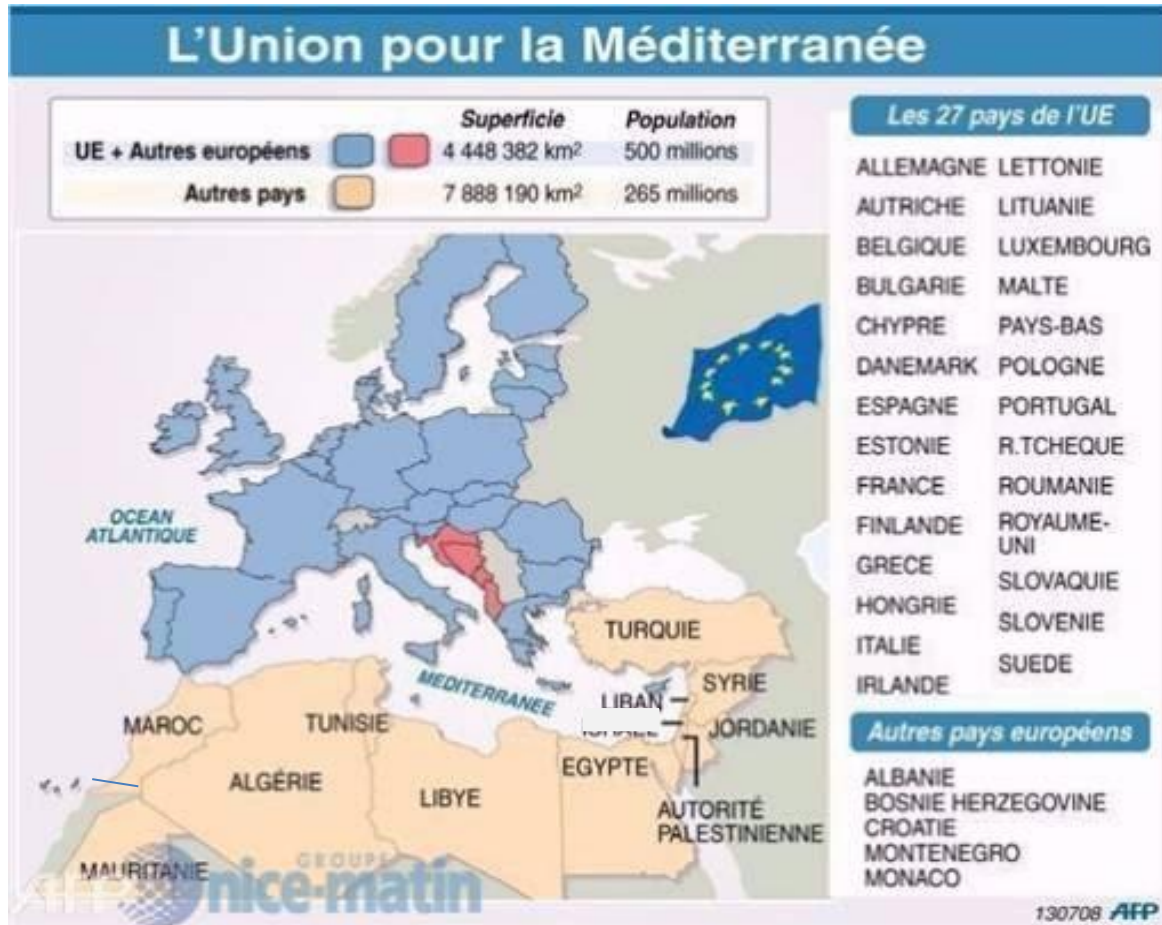 L'Union pour la Méditerranée
Superficie Population
UE + Autres européens 4 448 382 km² 500 millions
Autres pays 7 888 190 km² 265 millions
Les 27 pays de l'UE
ALLEMAGNE LETTONIE
AUTRICHE LITUANIE
BELGIQUE LUXEMBOURG
BULGARIE MALTE
CHYPRE PAYS-BAS
DANEMARK POLOGNE
ESPAGNE PORTUGAL
ESTONIE R.TCHEQUE
FRANCE ROUMANIE
FINLANDE ROYAUME-
UNI
GRECE SLOVAQUIE
HONGRIE SLOVENIE
ITALIE SUEDE
IRLANDE
Autres pays européens
ALBANIE
BOSNIE HERZEGOVINE
CROATIE
MONTENEGRO
MONACO
OCEAN
ATLANTIQUE
MEDITERRANEE
TURQUIE
SYRIE
LIBAN
JORDANIE
MAROC
TUNISIE
ALGÉRIE
LIBYE
EGYPTE
AUTORITÉ
PALESTINIENNE
MAURITANIE
AFP
GROUPE
nice-matin
130708 AFP